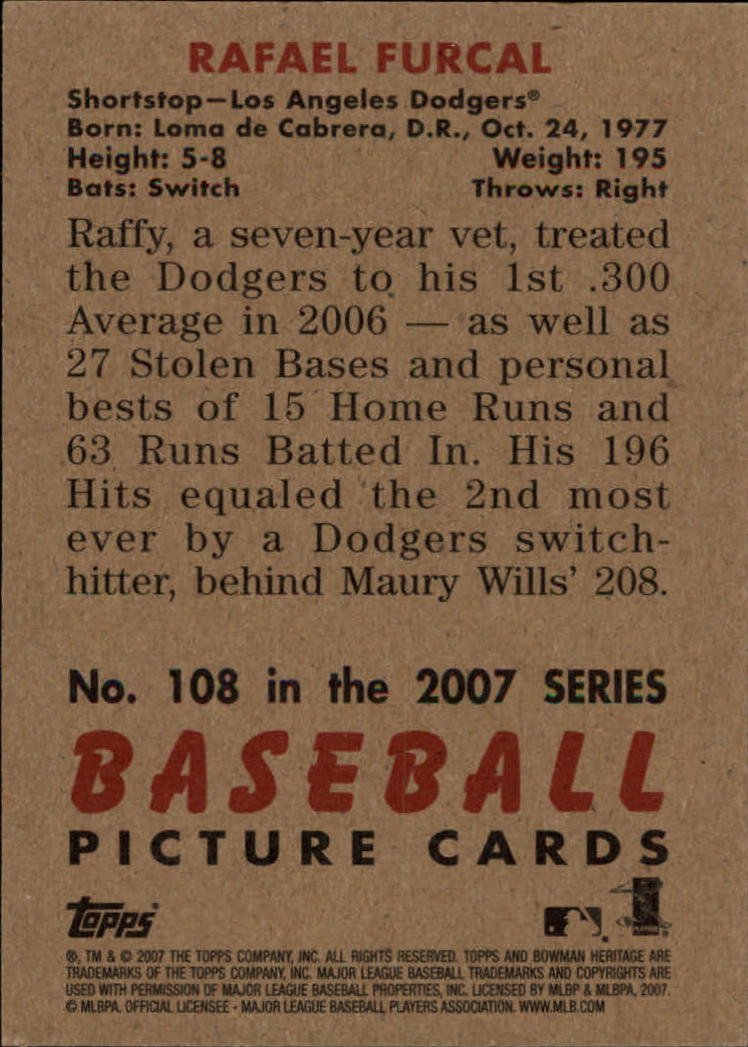 RAFAEL FURCAL
Shortstop—Los Angeles Dodgers®
Born: Loma de Cabrera, D.R., Oct. 24, 1977
Height: 5-8 Weight: 195
Bats: Switch Throws: Right
Raffy, a seven-year vet, treated
the Dodgers to his 1st .300
Average in 2006 — as well as
27 Stolen Bases and personal
bests of 15 Home Runs and
63 Runs Batted In. His 196
Hits equaled the 2nd most
ever by a Dodgers switch-
hitter, behind Maury Wills' 208.
No. 108 in the 2007 SERIES
BASEBALL
PICTURE CARDS
Topps 1
®, TM & © 2007 THE TOPPS COMPANY, INC. ALL RIGHTS RESERVED. TOPPS AND BOWMAN HERITAGE ARE
TRADEMARKS OF THE TOPPS COMPANY, INC. MAJOR LEAGUE BASEBALL TRADEMARKS AND COPYRIGHTS ARE
USED WITH PERMISSION OF MAJOR LEAGUE BASEBALL PROPERTIES, INC. LICENSED BY MLBP & MLBPA, 2007.
© MLBPA. OFFICIAL LICENSEE - MAJOR LEAGUE BASEBALL PLAYERS ASSOCIATION. WWW.MLB.COM